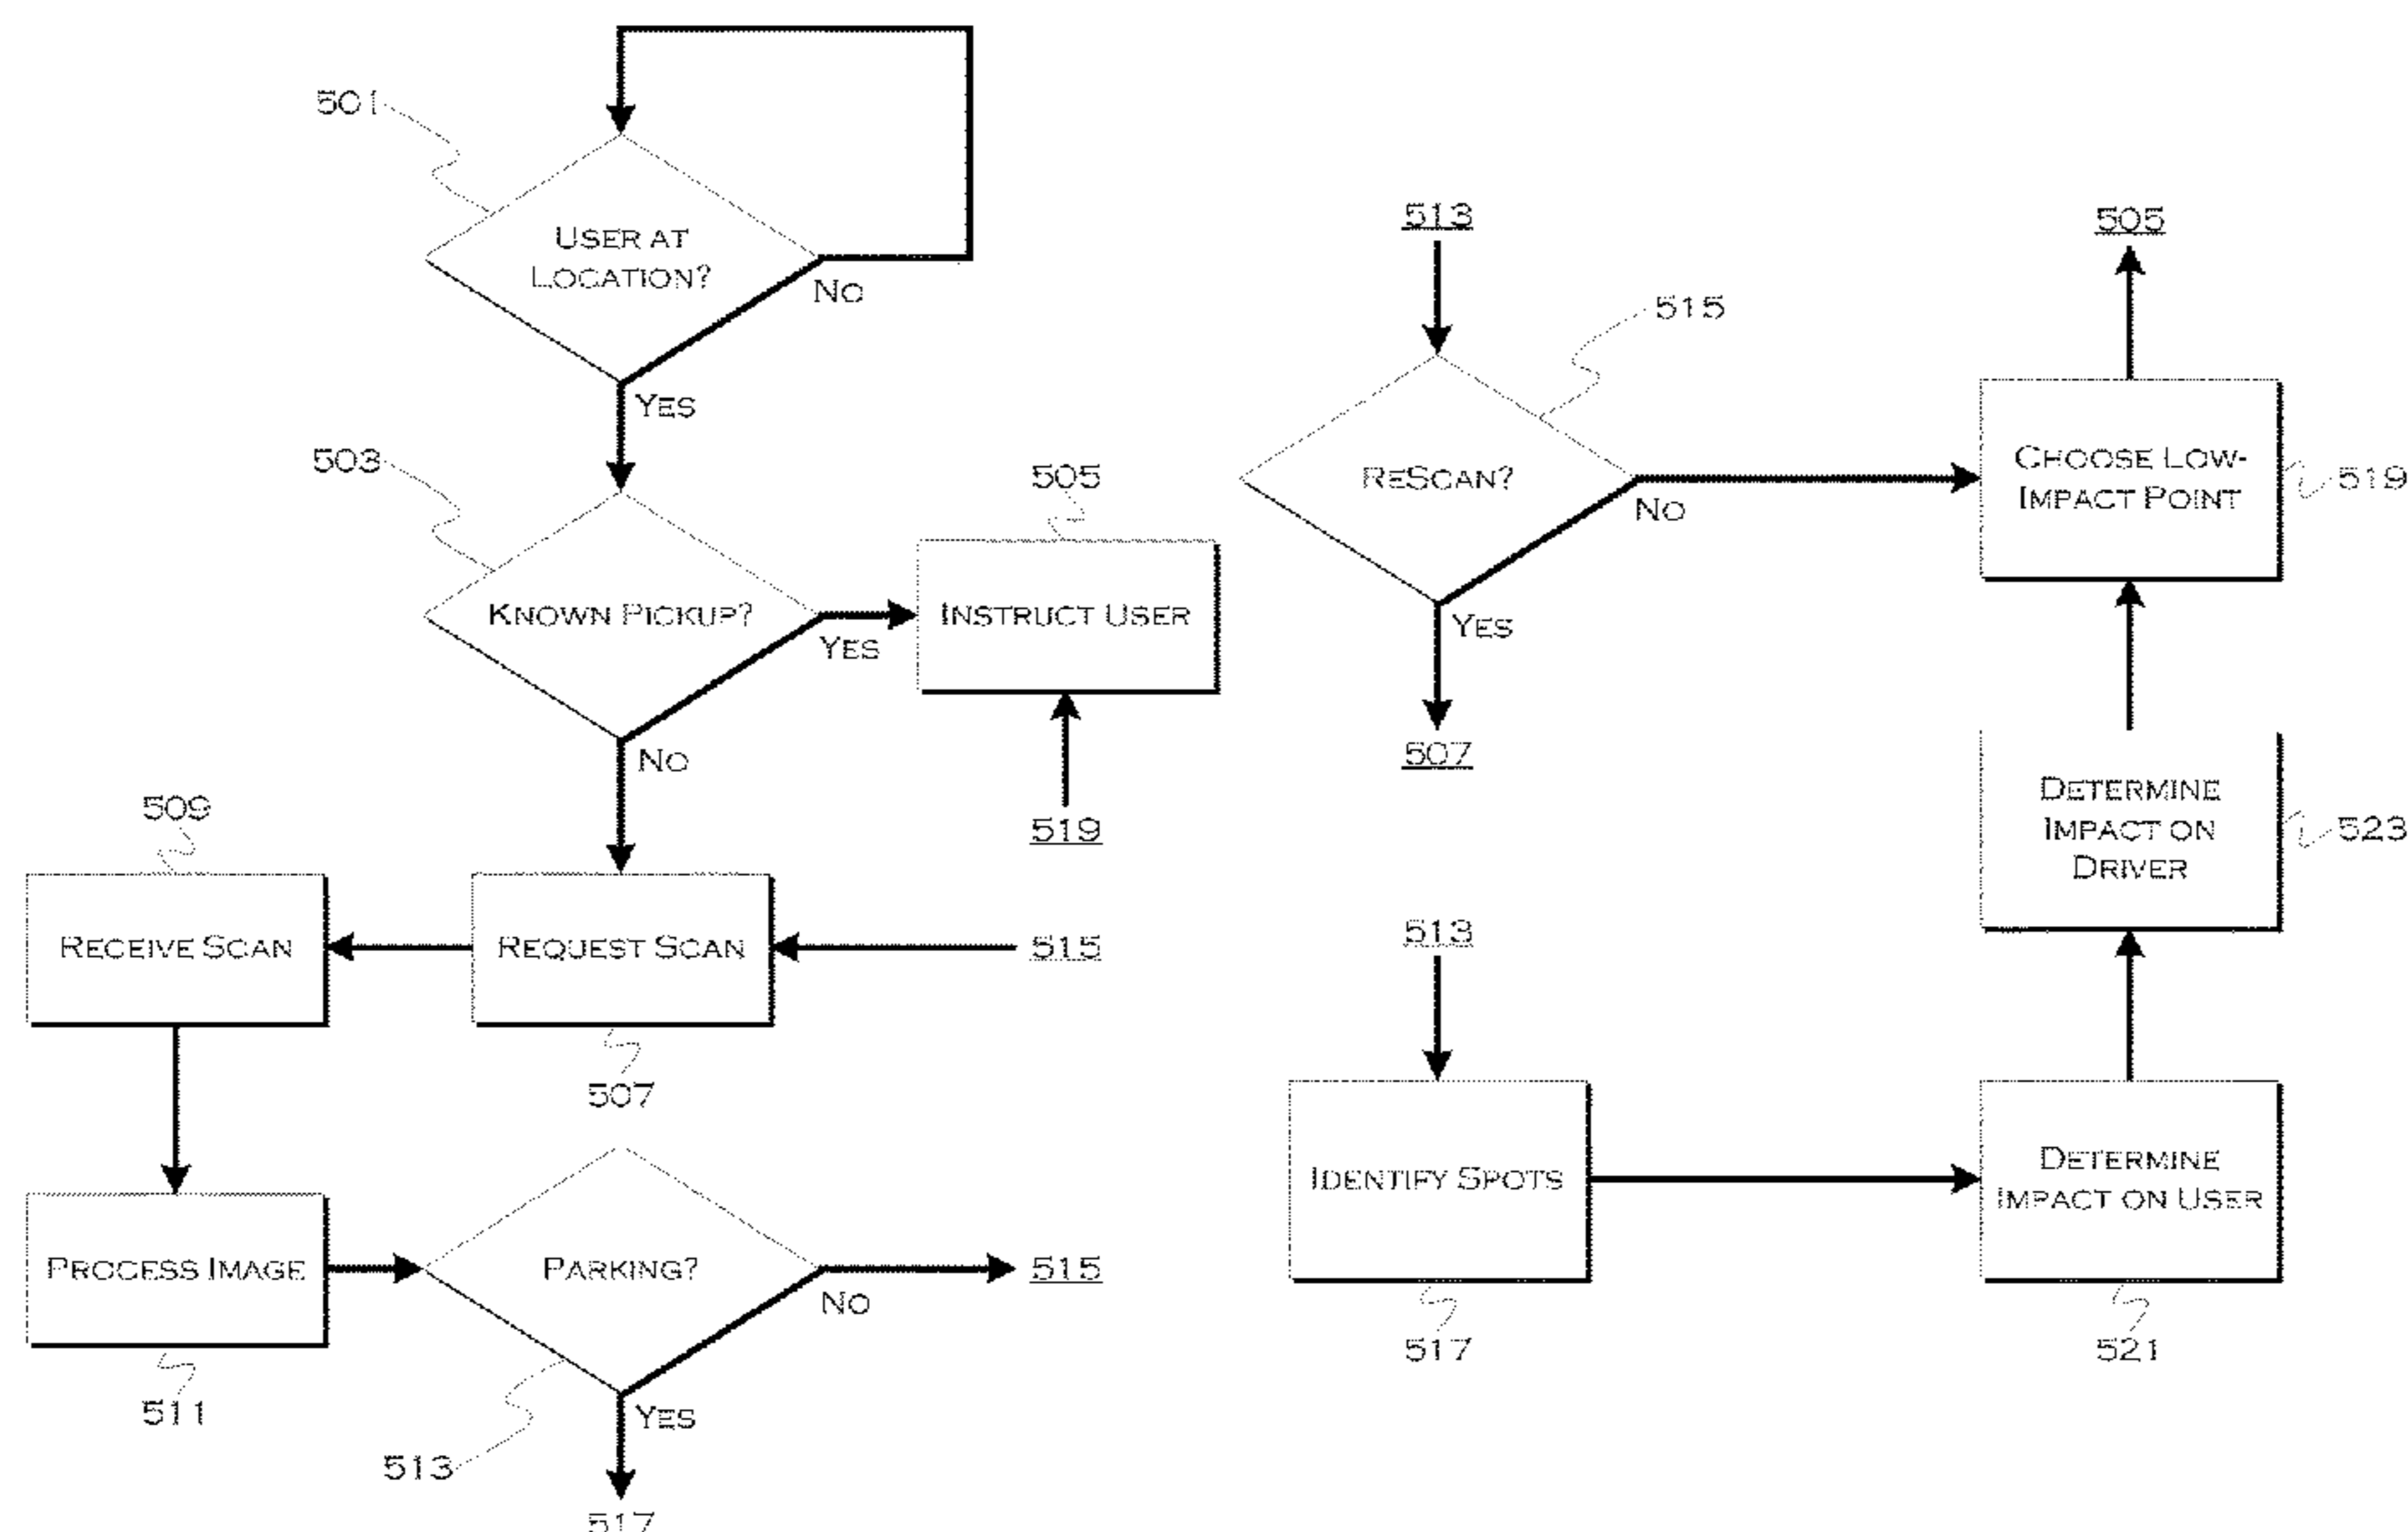 501
USER AT
LOCATION?
NO
YES
503
KNOWN PICKUP?
YES
NO
505
INSTRUCT USER
519
509
RECEIVE SCAN
REQUEST SCAN
515
507
PROCESS IMAGE
511
PARKING?
NO
515
513
YES
517
513
RESCAN?
515
NO
YES
507
505
CHOOSE LOW-
IMPACT POINT
519
DETERMINE
IMPACT ON
DRIVER
523
513
IDENTIFY SPOTS
517
DETERMINE
IMPACT ON USER
521